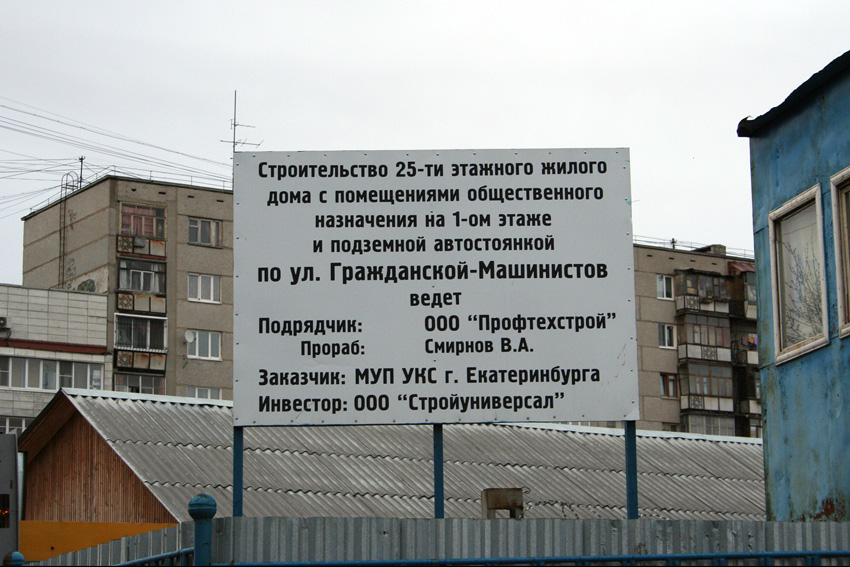 Строительство 25-ти этажного жилого
дома с помещениями общественного
назначения на 1-ом этаже
и подземной автостоянкой
по ул. Гражданской-Машинистов
ведет
Подрядчик: ООО "Профтехстрой"
Прораб: Смирнов В.А.
Заказчик: МУП УКС г. Екатеринбурга
Инвестор: ООО "Стройуниверсал"